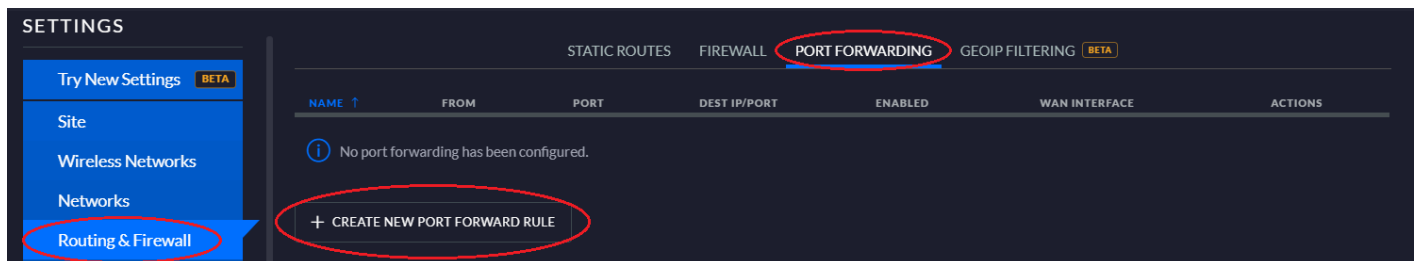 SETTINGS
Try New Settings BETA
Site
Wireless Networks
Networks
Routing & Firewall
STATIC ROUTES FIREWALL PORT FORWARDING GEOIP FILTERING BETA
NAME ↑ FROM PORT DEST IP/PORT ENABLED WAN INTERFACE ACTIONS
No port forwarding has been configured.
+ CREATE NEW PORT FORWARD RULE